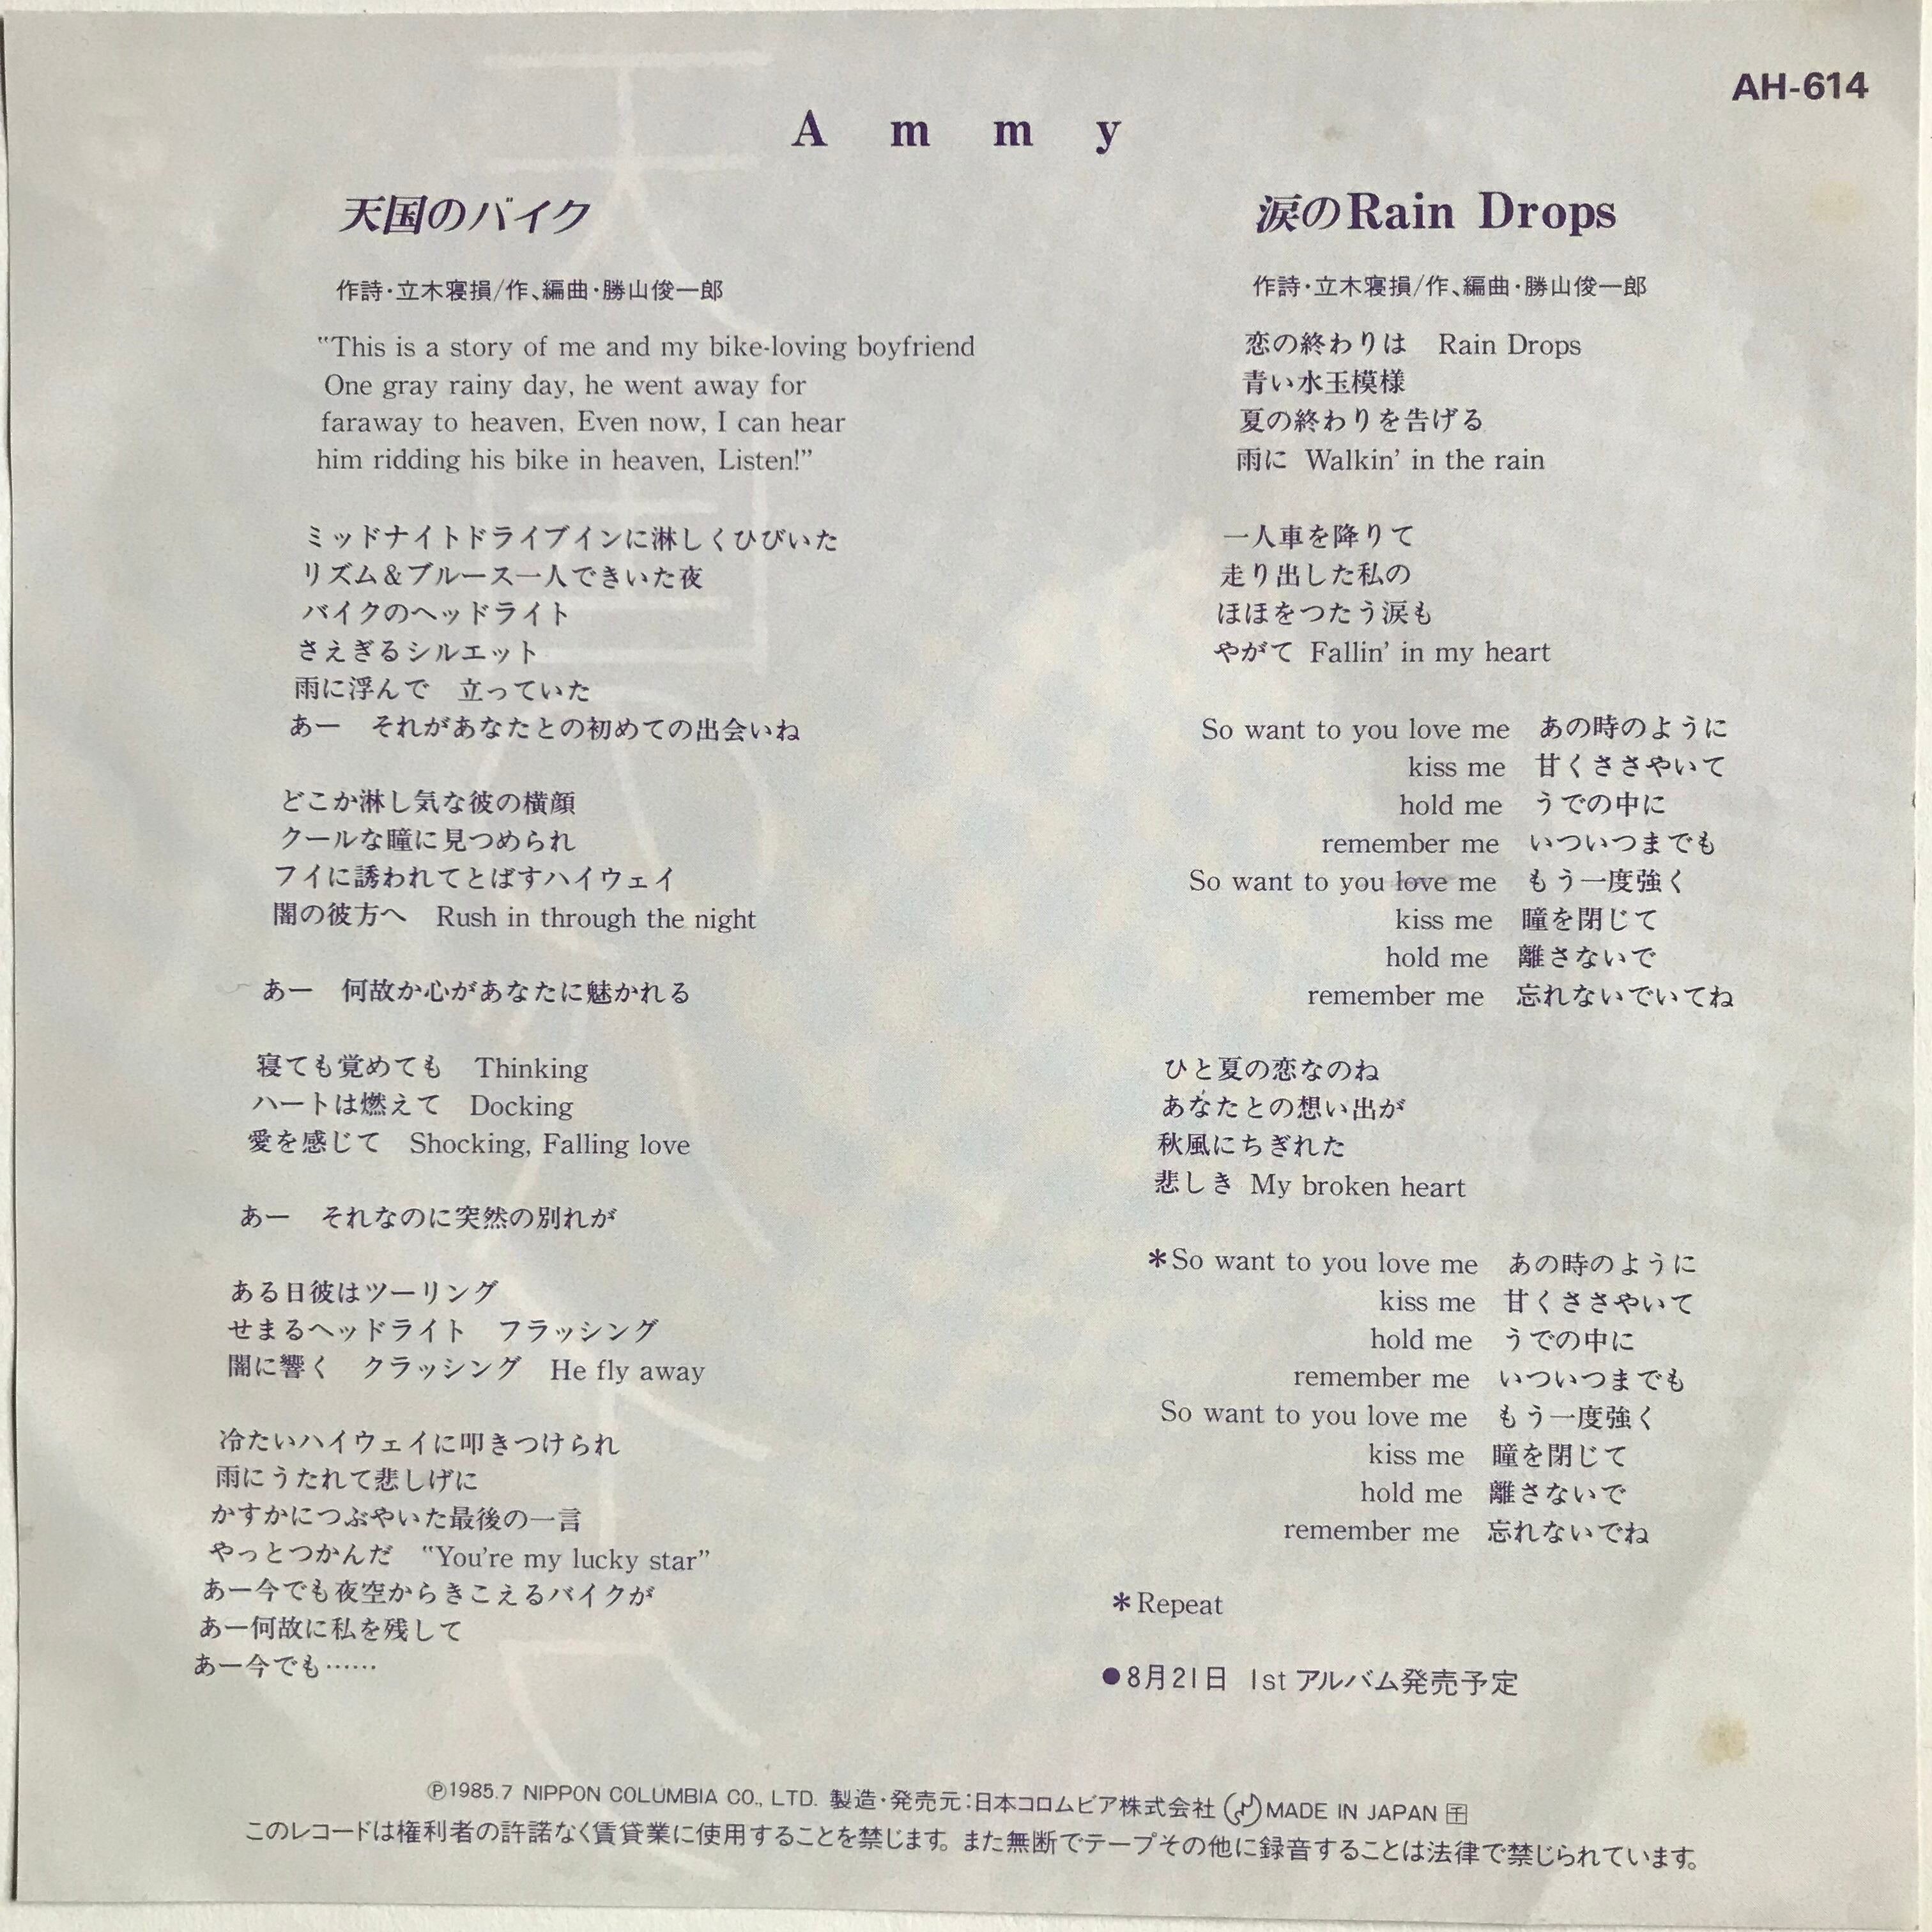 AH-614
Ammy
天国のバイク
作詩・立木寝損/作、編曲・勝山俊一郎
"This is a story of me and my bike-loving boyfriend
One gray rainy day, he went away for
faraway to heaven, Even now, I can hear
him ridding his bike in heaven, Listen!"
ミッドナイトドライブインに淋しくひびいた
リズム＆ブルース一人できいた夜
バイクのヘッドライト
さえぎるシルエット
雨に浮んで　立っていた
あー　それがあなたとの初めての出会いね
どこか淋し気な彼の横顔
クールな瞳に見つめられ
フイに誘われてとばすハイウェイ
闇の彼方へ　Rush in through the night
あー　何故か心があなたに魅かれる
寝ても覚めても　Thinking
ハートは燃えて　Docking
愛を感じて　Shocking, Falling love
あー　それなのに突然の別れが
ある日彼はツーリング
せまるヘッドライト　フラッシング
闇に響く　クラッシング　He fly away
冷たいハイウェイに叩きつけられ
雨にうたれて悲しげに
かすかにつぶやいた最後の一言
やっとつかんだ　"You're my lucky star"
あー今でも夜空からきこえるバイクが
あー何故に私を残して
あー今でも……
涙のRain Drops
作詩・立木寝損/作、編曲・勝山俊一郎
恋の終わりは　Rain Drops
青い水玉模様
夏の終わりを告げる
雨に Walkin' in the rain
一人車を降りて
走り出した私の
ほほをつたう涙も
やがて Fallin' in my heart
So want to you love me　あの時のように
kiss me　甘くささやいて
hold me　うでの中に
remember me　いついつまでも
So want to you love me　もう一度強く
kiss me　瞳を閉じて
hold me　離さないで
remember me　忘れないでいてね
ひと夏の恋なのね
あなたとの想い出が
秋風にちぎれた
悲しき My broken heart
＊So want to you love me　あの時のように
kiss me　甘くささやいて
hold me　うでの中に
remember me　いついつまでも
So want to you love me　もう一度強く
kiss me　瞳を閉じて
hold me　離さないで
remember me　忘れないでね
＊Repeat
●8月21日 1st アルバム発売予定
Ⓟ1985.7 NIPPON COLUMBIA CO., LTD. 製造・発売元：日本コロムビア株式会社 MADE IN JAPAN
このレコードは権利者の許諾なく賃貸業に使用することを禁じます。また無断でテープその他に録音することは法律で禁じられています。